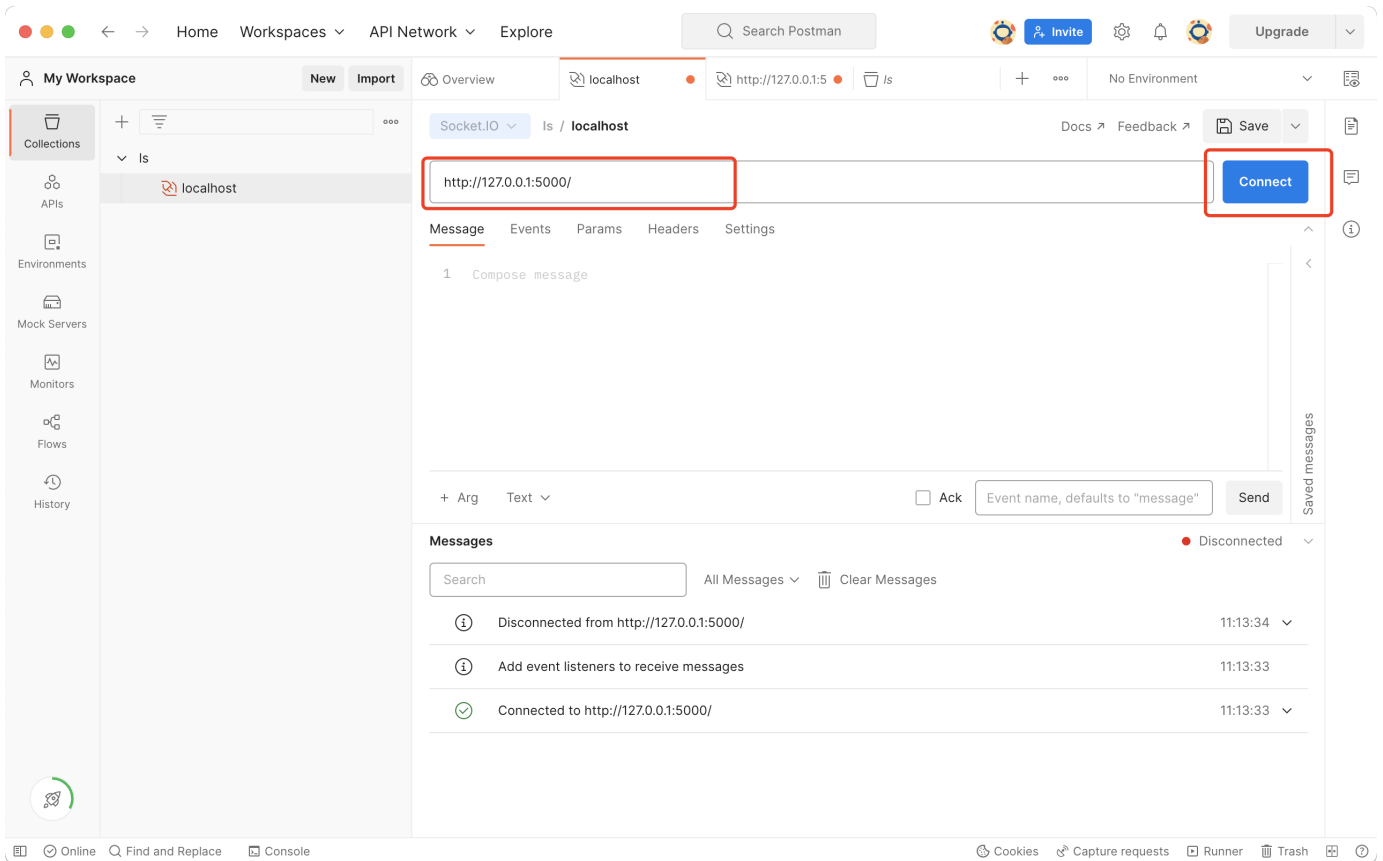 Home Workspaces API Network Explore Search Postman Invite Upgrade
My Workspace New Import Overview localhost http://127.0.0.1:5 ls No Environment
Collections
APIs
Environments
Mock Servers
Monitors
Flows
History
ls
localhost
Socket.IO ls / localhost Docs Feedback Save
http://127.0.0.1:5000/ Connect
Message Events Params Headers Settings
1 Compose message
Saved messages
+ Arg Text Ack Event name, defaults to "message" Send
Messages Disconnected
Search All Messages Clear Messages
Disconnected from http://127.0.0.1:5000/ 11:13:34
Add event listeners to receive messages 11:13:33
Connected to http://127.0.0.1:5000/ 11:13:33
Online Find and Replace Console Cookies Capture requests Runner Trash